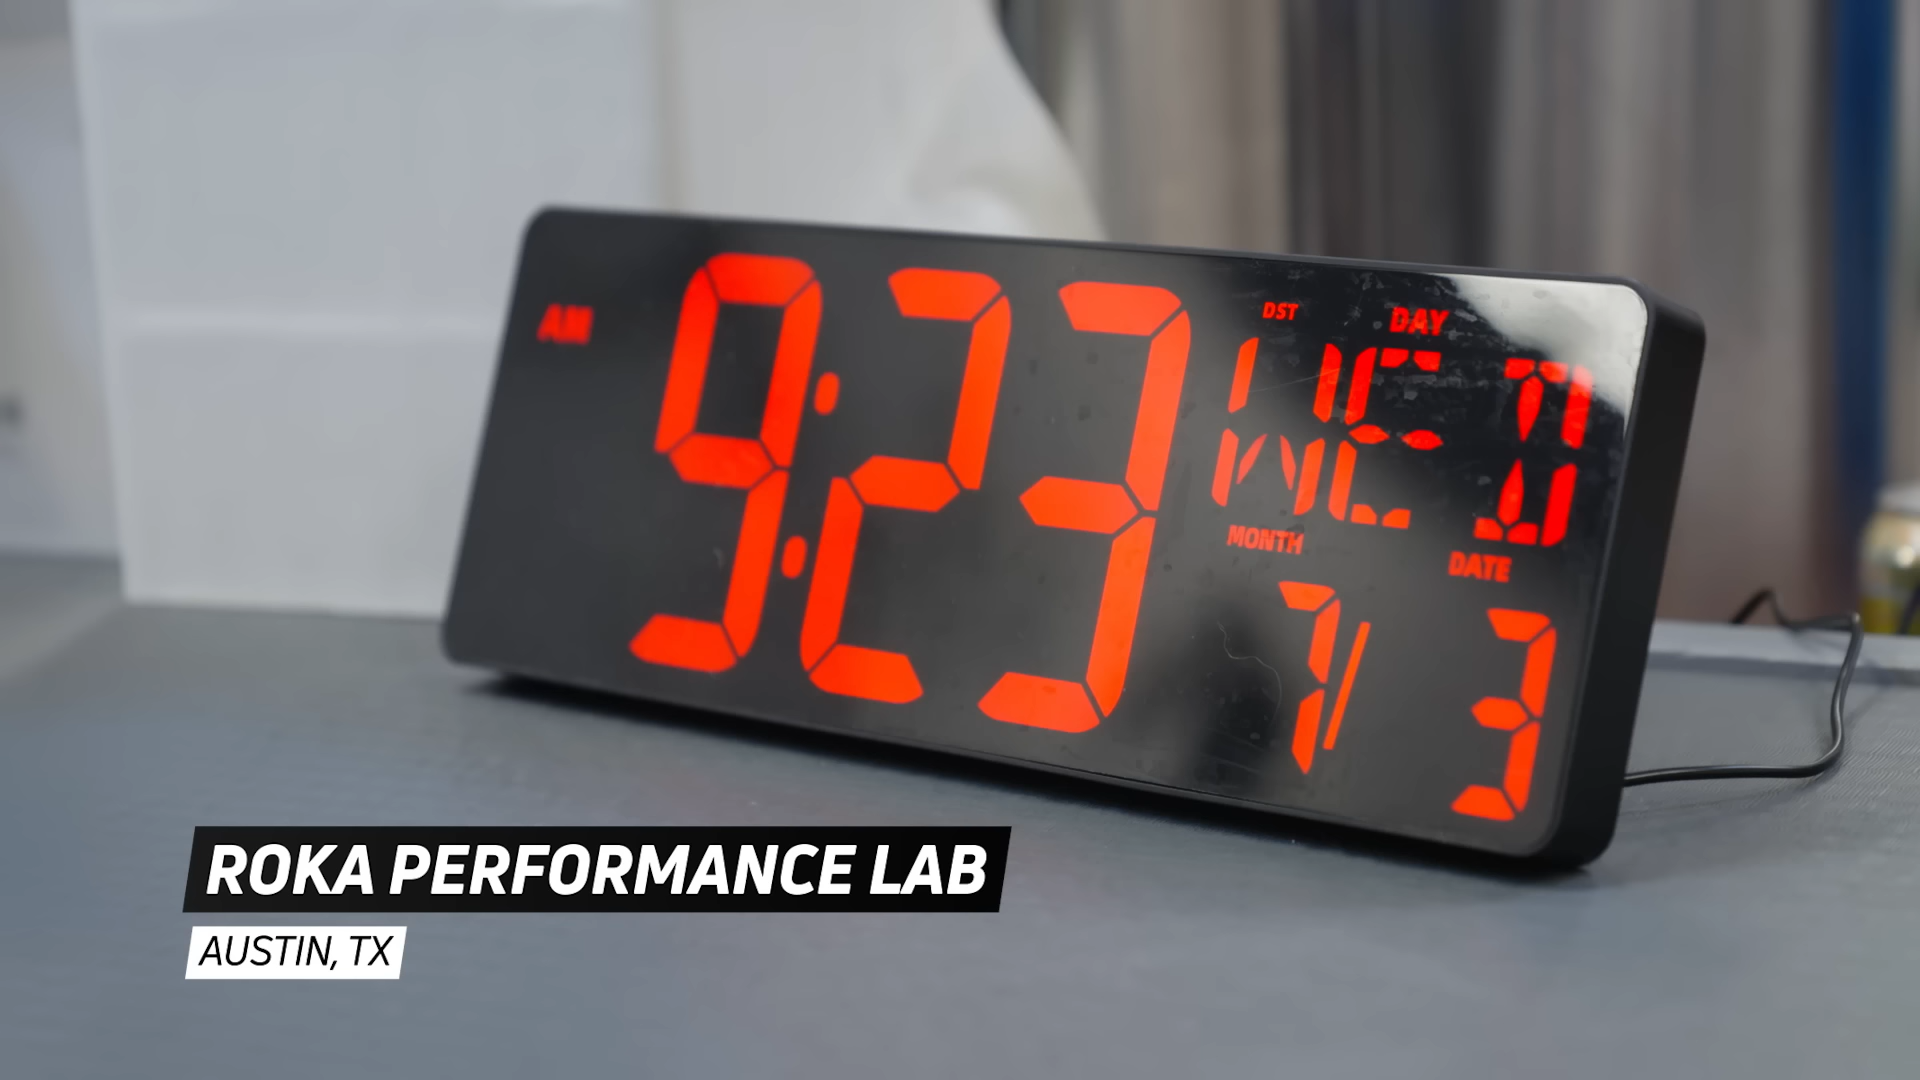 AM
9:23
DST DAY
WED
MONTH DATE
7/ 3
ROKA PERFORMANCE LAB
AUSTIN, TX